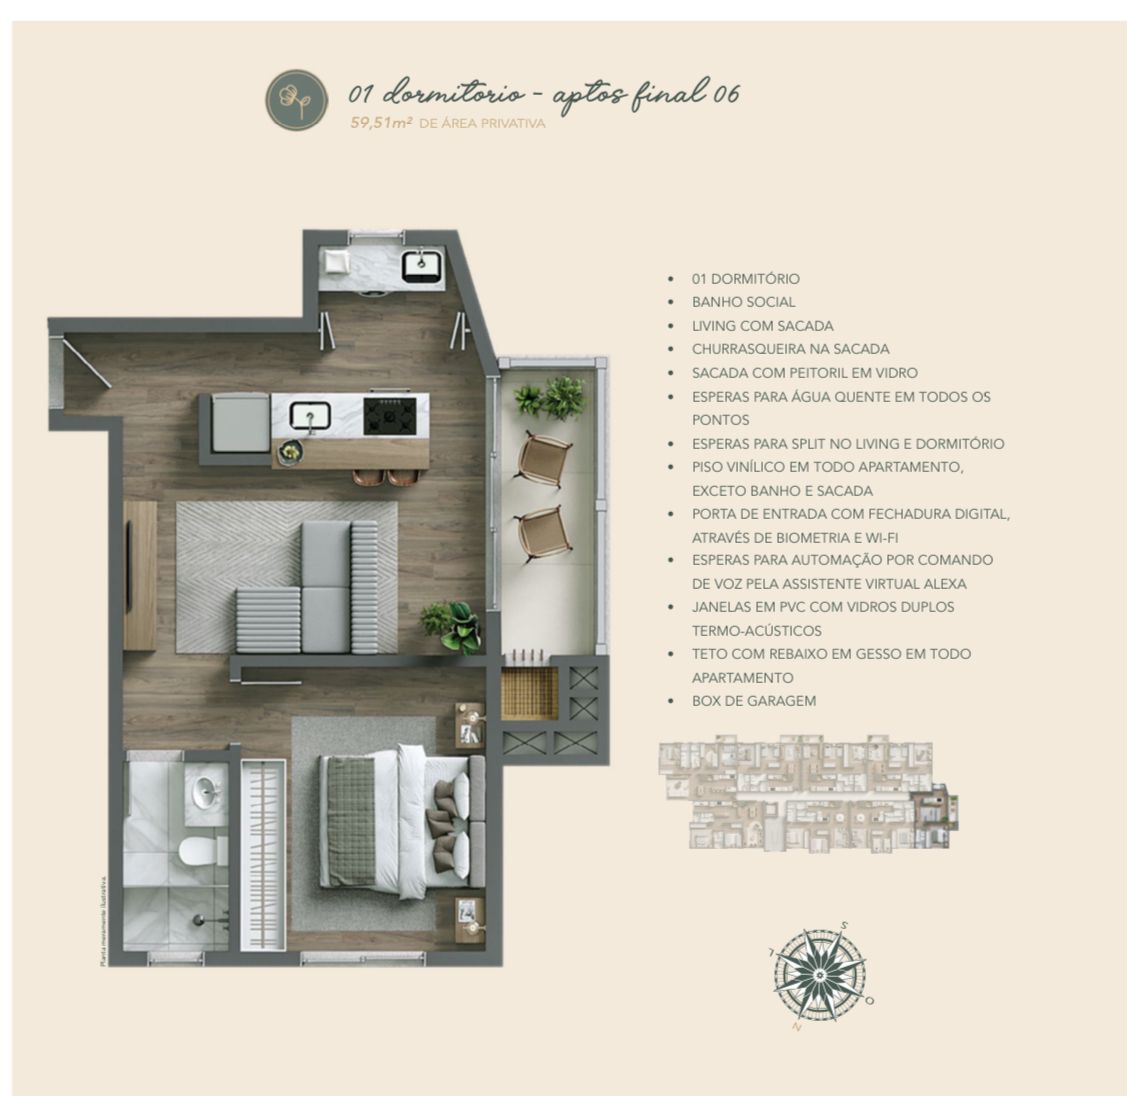 01 dormitorio - aptos final 06
59,51m² DE ÁREA PRIVATIVA
• 01 DORMITÓRIO
• BANHO SOCIAL
• LIVING COM SACADA
• CHURRASQUEIRA NA SACADA
• SACADA COM PEITORIL EM VIDRO
• ESPERAS PARA ÁGUA QUENTE EM TODOS OS
PONTOS
• ESPERAS PARA SPLIT NO LIVING E DORMITÓRIO
• PISO VINÍLICO EM TODO APARTAMENTO,
EXCETO BANHO E SACADA
• PORTA DE ENTRADA COM FECHADURA DIGITAL,
ATRAVÉS DE BIOMETRIA E WI-FI
• ESPERAS PARA AUTOMAÇÃO POR COMANDO
DE VOZ PELA ASSISTENTE VIRTUAL ALEXA
• JANELAS EM PVC COM VIDROS DUPLOS
TERMO-ACÚSTICOS
• TETO COM REBAIXO EM GESSO EM TODO
APARTAMENTO
• BOX DE GARAGEM
Planta meramente ilustrativa.
S
L
O
N